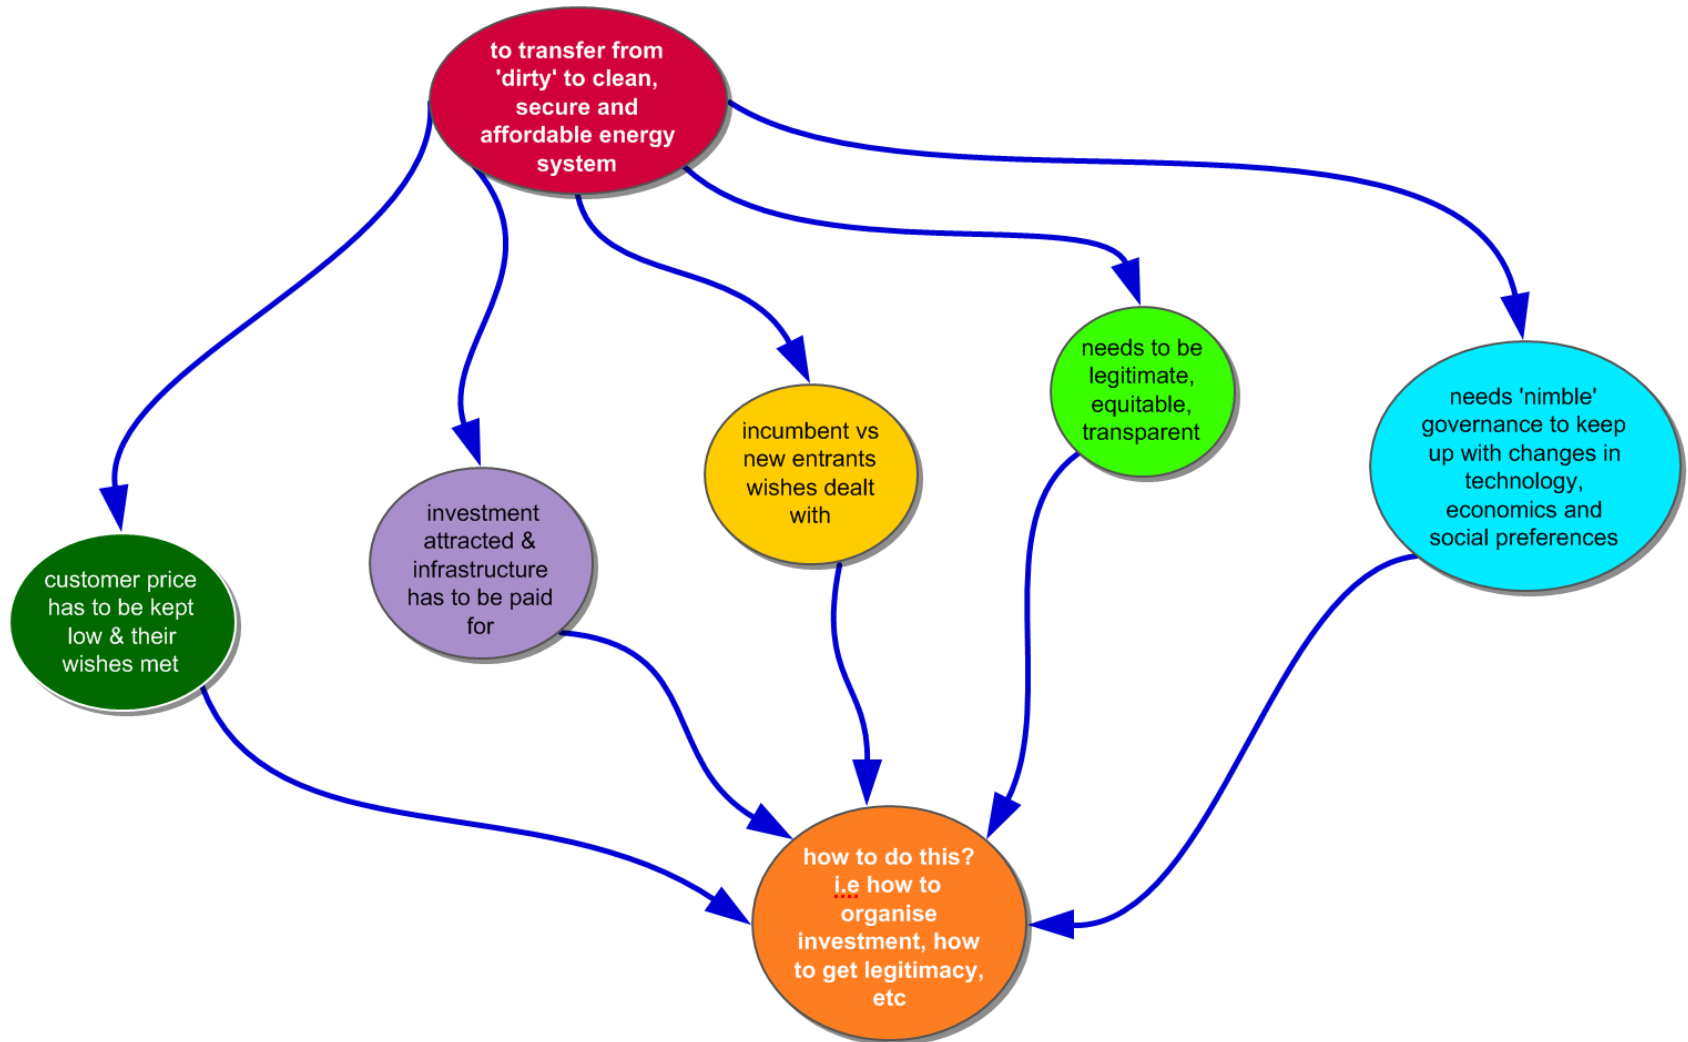 to transfer from
'dirty' to clean,
secure and
affordable energy
system
customer price
has to be kept
low & their
wishes met
investment
attracted &
infrastructure
has to be paid
for
incumbent vs
new entrants
wishes dealt
with
needs to be
legitimate,
equitable,
transparent
needs 'nimble'
governance to keep
up with changes in
technology,
economics and
social preferences
how to do this?
i.e how to
organise
investment, how
to get legitimacy,
etc